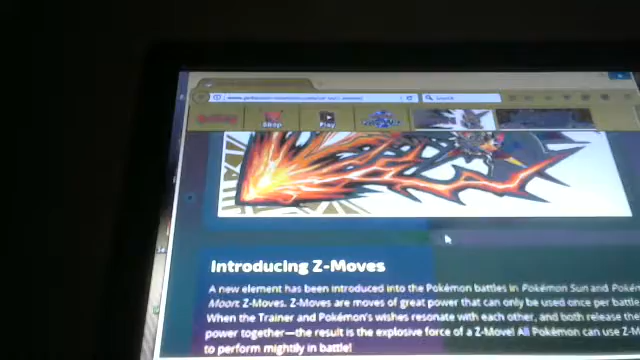 Search
Shop
Play
Introducing Z-Moves
A new element has been introduced into the Pokémon battles in Pokémon Sun and
Moon: Z-Moves. Z-Moves are moves of great power that can only be used once per battle.
When the Trainer and Pokémon's wishes resonate with each other, and both release
power together—the result is the explosive force of a Z-Move! All Pokémon can use
to perform mightily in battle!